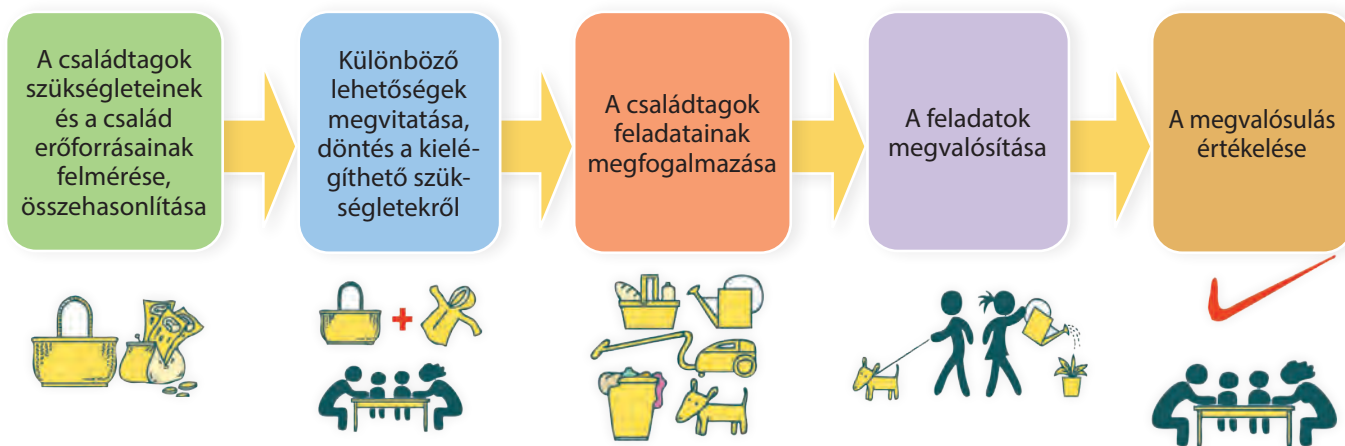 A családtagok
szükségleteinek
és a család
erőforrásainak
felmérése,
összehasonlítása
Különböző
lehetőségek
megvitatása,
döntés a kielé-
gíthető szük-
ségletekről
A családtagok
feladatainak
megfogalmazása
A feladatok
megvalósítása
A megvalósulás
értékelése